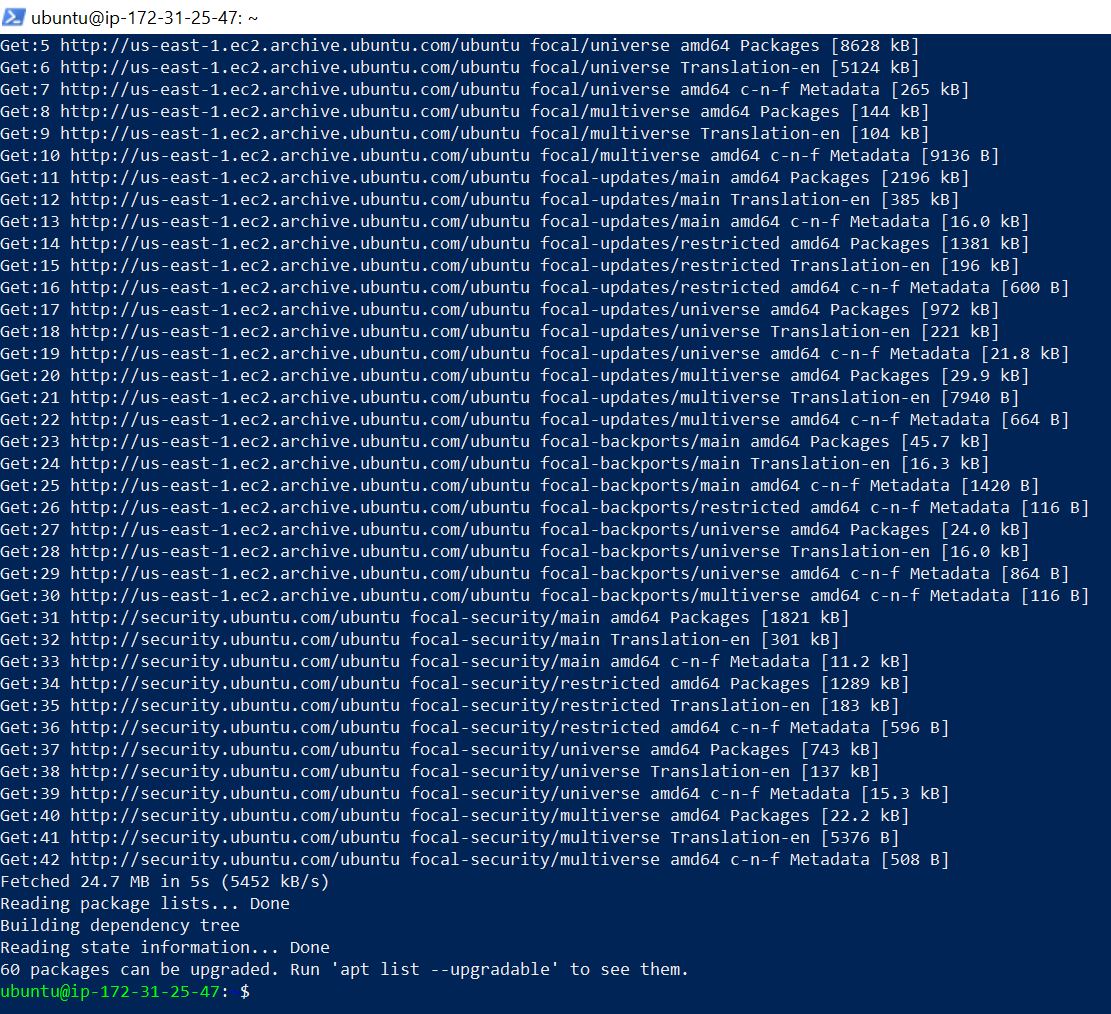 ubuntu@ip-172-31-25-47: ~
Get:5 http://us-east-1.ec2.archive.ubuntu.com/ubuntu focal/universe amd64 Packages [8628 kB]
Get:6 http://us-east-1.ec2.archive.ubuntu.com/ubuntu focal/universe Translation-en [5124 kB]
Get:7 http://us-east-1.ec2.archive.ubuntu.com/ubuntu focal/universe amd64 c-n-f Metadata [265 kB]
Get:8 http://us-east-1.ec2.archive.ubuntu.com/ubuntu focal/multiverse amd64 Packages [144 kB]
Get:9 http://us-east-1.ec2.archive.ubuntu.com/ubuntu focal/multiverse Translation-en [104 kB]
Get:10 http://us-east-1.ec2.archive.ubuntu.com/ubuntu focal/multiverse amd64 c-n-f Metadata [9136 B]
Get:11 http://us-east-1.ec2.archive.ubuntu.com/ubuntu focal-updates/main amd64 Packages [2196 kB]
Get:12 http://us-east-1.ec2.archive.ubuntu.com/ubuntu focal-updates/main Translation-en [385 kB]
Get:13 http://us-east-1.ec2.archive.ubuntu.com/ubuntu focal-updates/main amd64 c-n-f Metadata [16.0 kB]
Get:14 http://us-east-1.ec2.archive.ubuntu.com/ubuntu focal-updates/restricted amd64 Packages [1381 kB]
Get:15 http://us-east-1.ec2.archive.ubuntu.com/ubuntu focal-updates/restricted Translation-en [196 kB]
Get:16 http://us-east-1.ec2.archive.ubuntu.com/ubuntu focal-updates/restricted amd64 c-n-f Metadata [600 B]
Get:17 http://us-east-1.ec2.archive.ubuntu.com/ubuntu focal-updates/universe amd64 Packages [972 kB]
Get:18 http://us-east-1.ec2.archive.ubuntu.com/ubuntu focal-updates/universe Translation-en [221 kB]
Get:19 http://us-east-1.ec2.archive.ubuntu.com/ubuntu focal-updates/universe amd64 c-n-f Metadata [21.8 kB]
Get:20 http://us-east-1.ec2.archive.ubuntu.com/ubuntu focal-updates/multiverse amd64 Packages [29.9 kB]
Get:21 http://us-east-1.ec2.archive.ubuntu.com/ubuntu focal-updates/multiverse Translation-en [7940 B]
Get:22 http://us-east-1.ec2.archive.ubuntu.com/ubuntu focal-updates/multiverse amd64 c-n-f Metadata [664 B]
Get:23 http://us-east-1.ec2.archive.ubuntu.com/ubuntu focal-backports/main amd64 Packages [45.7 kB]
Get:24 http://us-east-1.ec2.archive.ubuntu.com/ubuntu focal-backports/main Translation-en [16.3 kB]
Get:25 http://us-east-1.ec2.archive.ubuntu.com/ubuntu focal-backports/main amd64 c-n-f Metadata [1420 B]
Get:26 http://us-east-1.ec2.archive.ubuntu.com/ubuntu focal-backports/restricted amd64 c-n-f Metadata [116 B]
Get:27 http://us-east-1.ec2.archive.ubuntu.com/ubuntu focal-backports/universe amd64 Packages [24.0 kB]
Get:28 http://us-east-1.ec2.archive.ubuntu.com/ubuntu focal-backports/universe Translation-en [16.0 kB]
Get:29 http://us-east-1.ec2.archive.ubuntu.com/ubuntu focal-backports/universe amd64 c-n-f Metadata [864 B]
Get:30 http://us-east-1.ec2.archive.ubuntu.com/ubuntu focal-backports/multiverse amd64 c-n-f Metadata [116 B]
Get:31 http://security.ubuntu.com/ubuntu focal-security/main amd64 Packages [1821 kB]
Get:32 http://security.ubuntu.com/ubuntu focal-security/main Translation-en [301 kB]
Get:33 http://security.ubuntu.com/ubuntu focal-security/main amd64 c-n-f Metadata [11.2 kB]
Get:34 http://security.ubuntu.com/ubuntu focal-security/restricted amd64 Packages [1289 kB]
Get:35 http://security.ubuntu.com/ubuntu focal-security/restricted Translation-en [183 kB]
Get:36 http://security.ubuntu.com/ubuntu focal-security/restricted amd64 c-n-f Metadata [596 B]
Get:37 http://security.ubuntu.com/ubuntu focal-security/universe amd64 Packages [743 kB]
Get:38 http://security.ubuntu.com/ubuntu focal-security/universe Translation-en [137 kB]
Get:39 http://security.ubuntu.com/ubuntu focal-security/universe amd64 c-n-f Metadata [15.3 kB]
Get:40 http://security.ubuntu.com/ubuntu focal-security/multiverse amd64 Packages [22.2 kB]
Get:41 http://security.ubuntu.com/ubuntu focal-security/multiverse Translation-en [5376 B]
Get:42 http://security.ubuntu.com/ubuntu focal-security/multiverse amd64 c-n-f Metadata [508 B]
Fetched 24.7 MB in 5s (5452 kB/s)
Reading package lists... Done
Building dependency tree
Reading state information... Done
60 packages can be upgraded. Run 'apt list --upgradable' to see them.
ubuntu@ip-172-31-25-47:~$